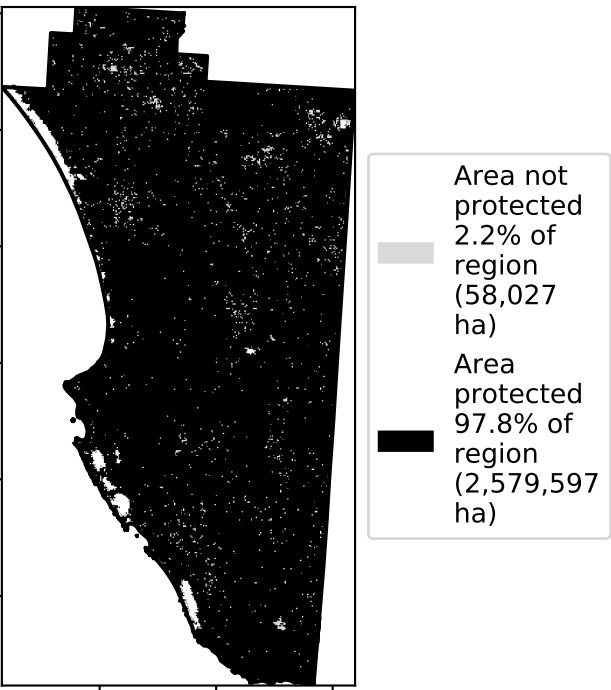 Area not
protected
2.2% of
region
(58,027
ha)
Area
protected
97.8% of
region
(2,579,597
ha)